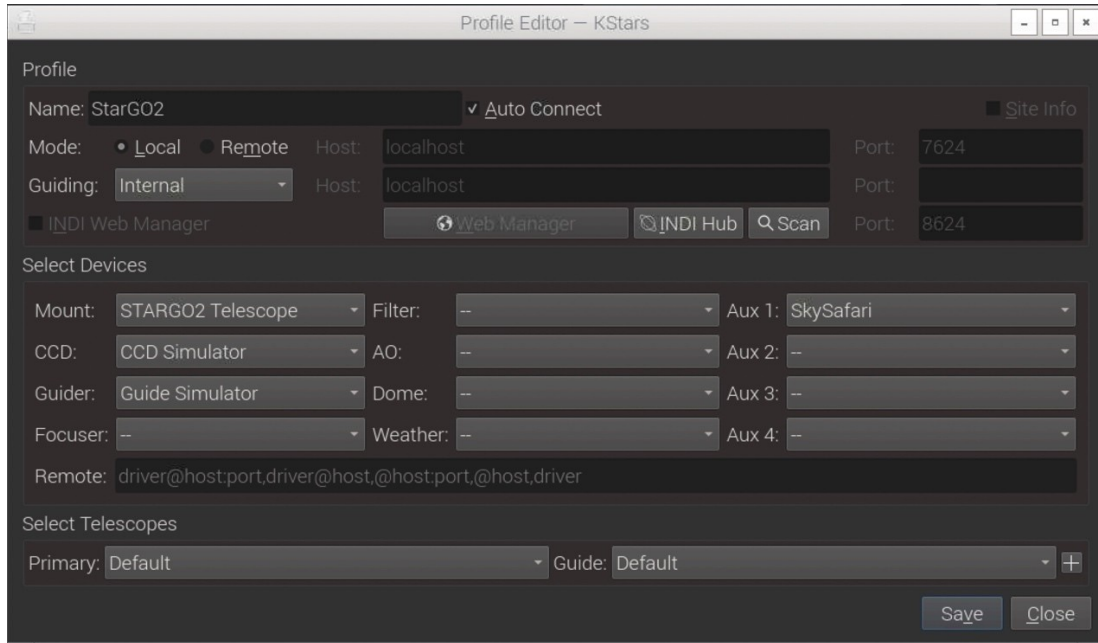 Profile Editor — KStars
Profile
Name: StarGO2 Auto Connect Site Info
Mode: Local Remote Host: localhost Port: 7624
Guiding: Internal Host: localhost Port:
INDI Web Manager Web Manager INDI Hub Scan Port: 8624
Select Devices
Mount: STARGO2 Telescope Filter: -- Aux 1: SkySafari
CCD: CCD Simulator AO: -- Aux 2: --
Guider: Guide Simulator Dome: -- Aux 3: --
Focuser: -- Weather: -- Aux 4: --
Remote: driver@host:port,driver@host,@host:port,@host,driver
Select Telescopes
Primary: Default Guide: Default
Save Close